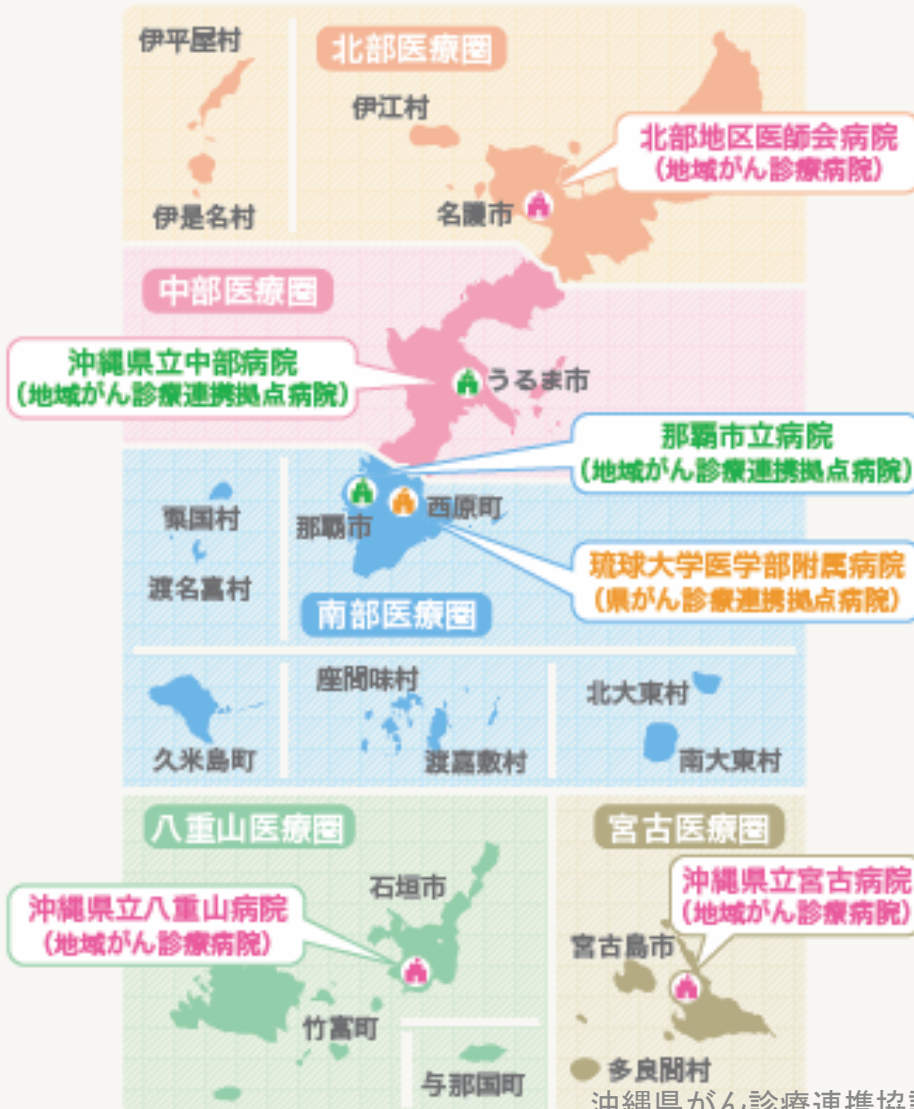 伊平屋村
北部医療圏
伊江村
北部地区医師会病院
（地域がん診療病院）
伊是名村
名護市
中部医療圏
沖縄県立中部病院
（地域がん診療連携拠点病院）
うるま市
那覇市立病院
（地域がん診療連携拠点病院）
粟国村
那覇市
西原町
渡名喜村
琉球大学医学部附属病院
（県がん診療連携拠点病院）
南部医療圏
座間味村
北大東村
久米島町
渡嘉敷村
南大東村
八重山医療圏
宮古医療圏
石垣市
沖縄県立宮古病院
（地域がん診療病院）
沖縄県立八重山病院
（地域がん診療病院）
宮古島市
竹富町
多良間村
与那国町
沖縄県がん診療連携協